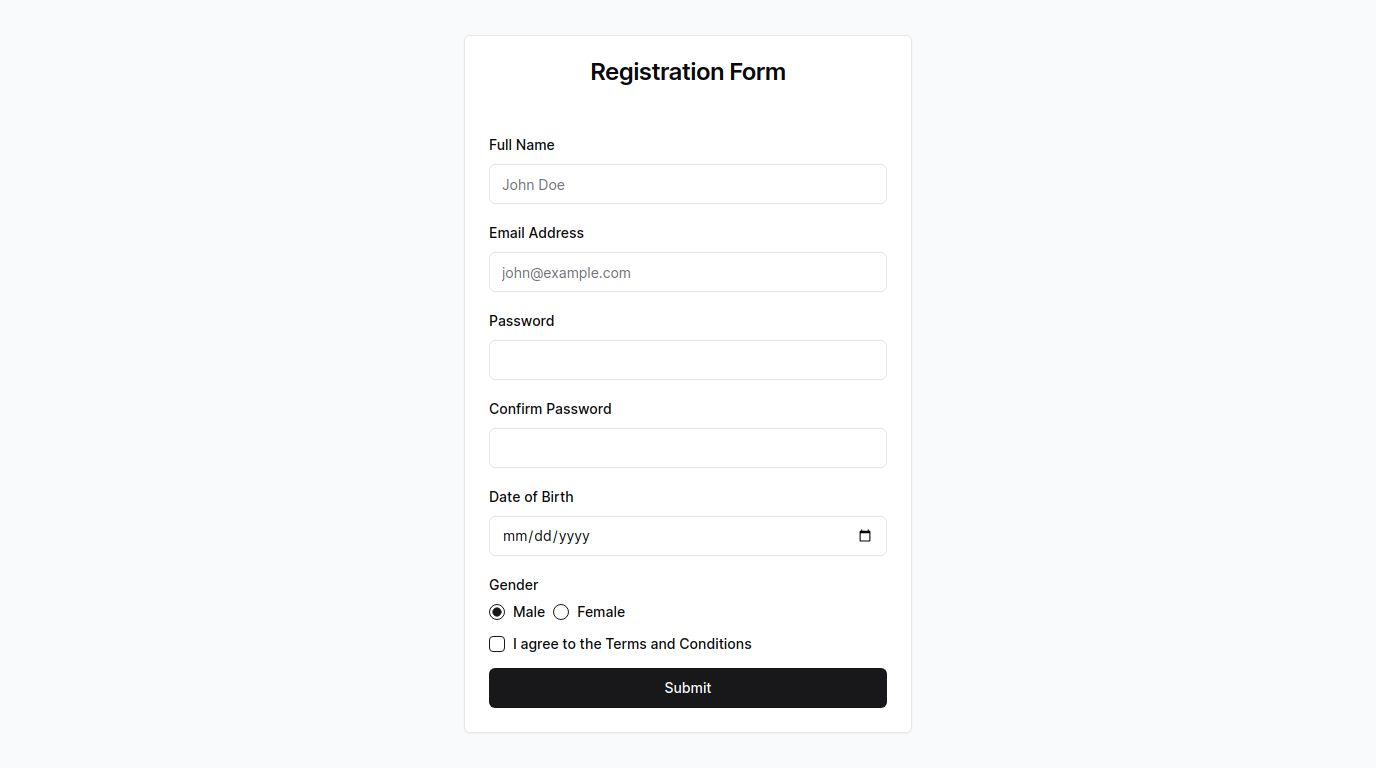 Registration Form
Full Name
John Doe
Email Address
john@example.com
Password
Confirm Password
Date of Birth
mm/dd/yyyy
Gender
Male Female
I agree to the Terms and Conditions
Submit